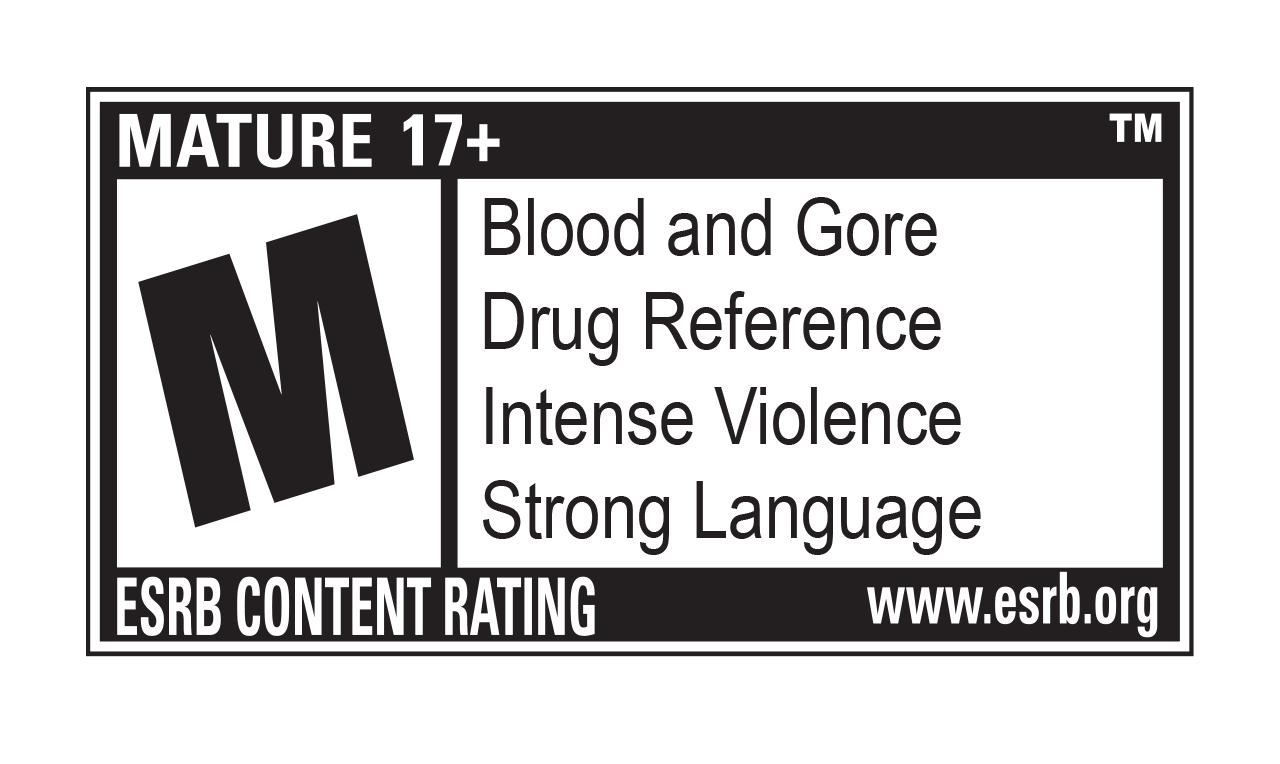 MATURE 17+ ™
M
Blood and Gore
Drug Reference
Intense Violence
Strong Language
ESRB CONTENT RATING www.esrb.org